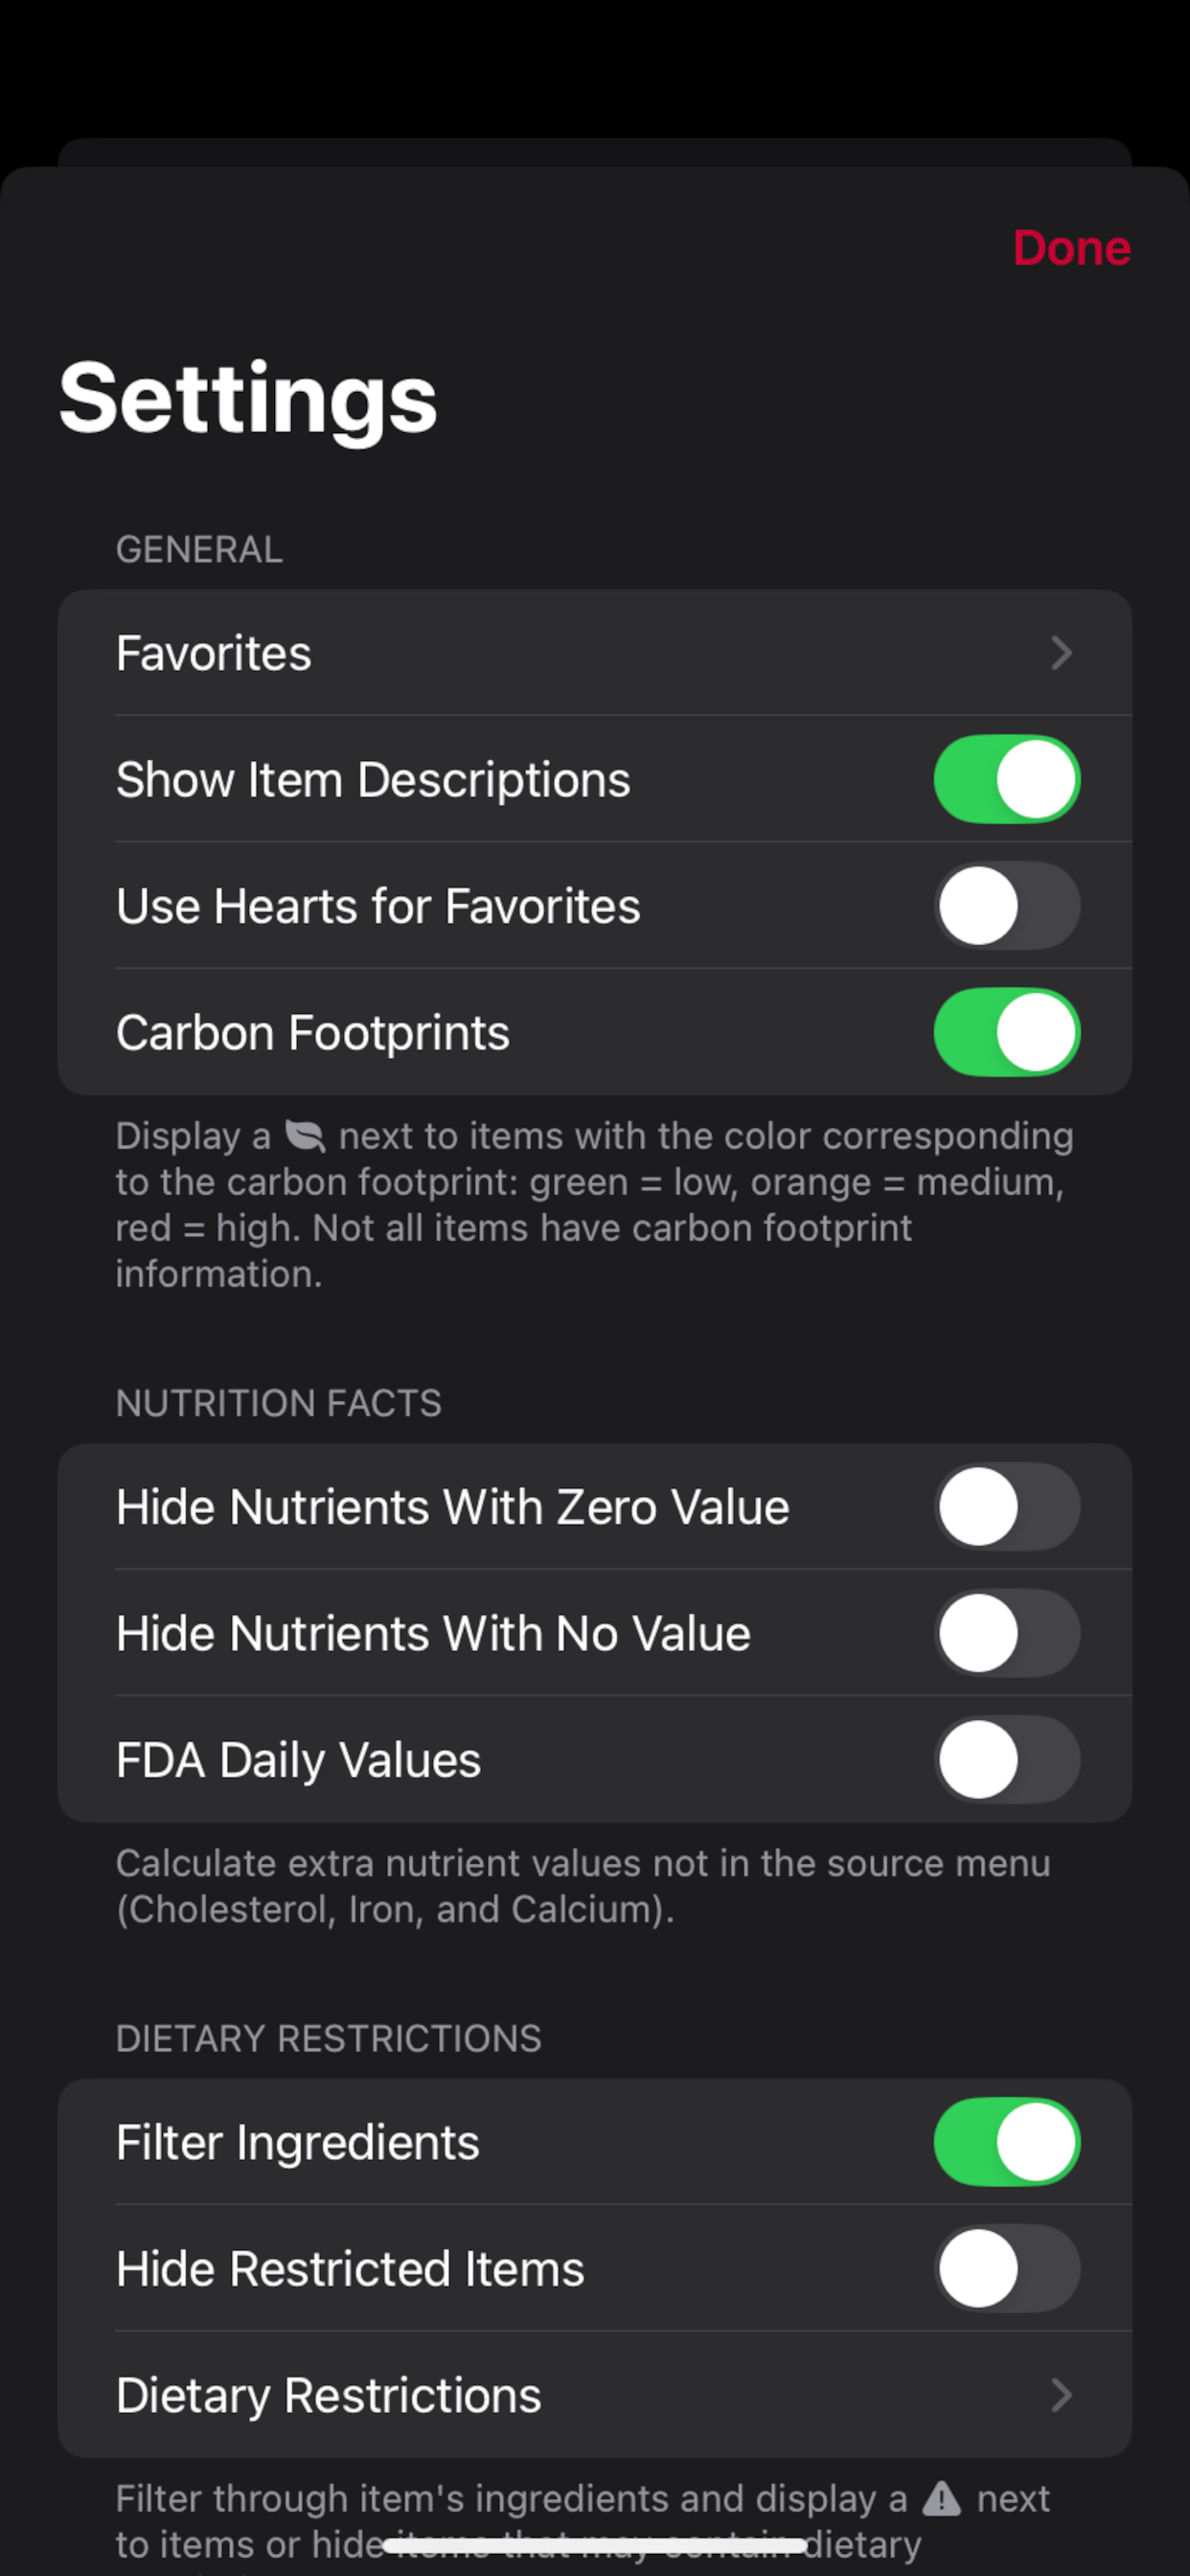 Done
Settings
GENERAL
Favorites
Show Item Descriptions
Use Hearts for Favorites
Carbon Footprints
Display a next to items with the color corresponding
to the carbon footprint: green = low, orange = medium,
red = high. Not all items have carbon footprint
information.
NUTRITION FACTS
Hide Nutrients With Zero Value
Hide Nutrients With No Value
FDA Daily Values
Calculate extra nutrient values not in the source menu
(Cholesterol, Iron, and Calcium).
DIETARY RESTRICTIONS
Filter Ingredients
Hide Restricted Items
Dietary Restrictions
Filter through item's ingredients and display a next
to items or hide items that may contain dietary